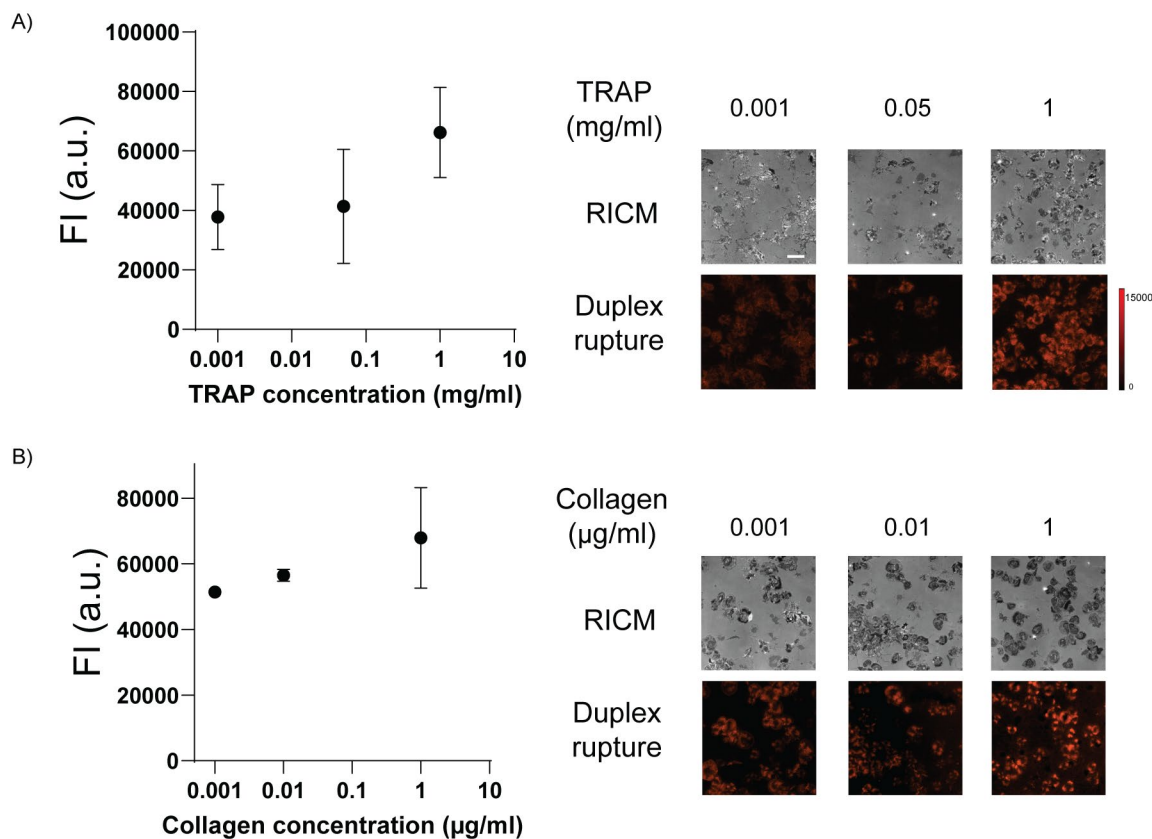 A)
FI (a.u.)
100000
80000
60000
40000
20000
0
0.001 0.01 0.1 1 10
TRAP concentration (mg/ml)
TRAP
(mg/ml)
0.001 0.05 1
RICM
Duplex
rupture
15000
0
B)
FI (a.u.)
80000
60000
40000
20000
0
0.001 0.01 0.1 1 10
Collagen concentration (µg/ml)
Collagen
(µg/ml)
0.001 0.01 1
RICM
Duplex
rupture